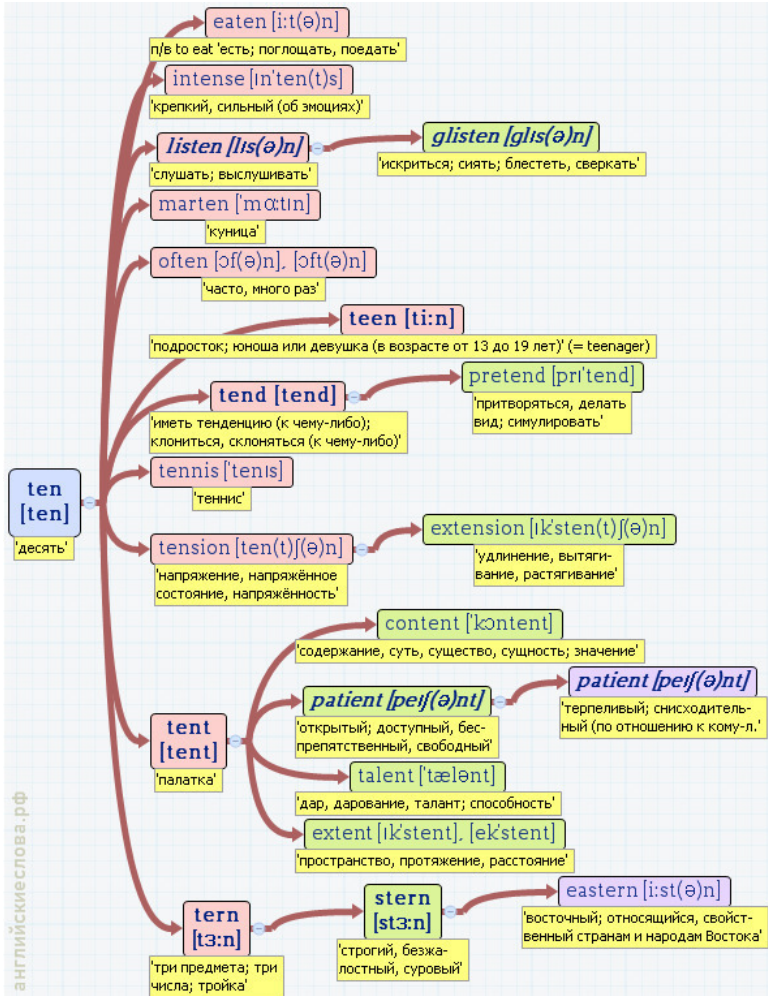 eaten [i:t(ə)n]
п/в to eat 'есть; поглощать, поедать'
intense [ɪn'ten(t)s]
'крепкий, сильный (об эмоциях)'
listen [lɪs(ə)n]
'слушать; выслушивать'
glisten [glɪs(ə)n]
'искриться; сиять; блестеть, сверкать'
marten ['mɑ:tɪn]
'куница'
often [ɔf(ə)n], [ɔft(ə)n]
'часто, много раз'
teen [ti:n]
'подросток; юноша или девушка (в возрасте от 13 до 19 лет)' (= teenager)
tend [tend]
'иметь тенденцию (к чему-либо);
клониться, склоняться (к чему-либо)'
pretend [prɪ'tend]
'притворяться, делать
вид; симулировать'
ten
[ten]
'десять'
tennis ['tenɪs]
'теннис'
tension [ten(t)ʃ(ə)n]
'напряжение, напряжённое
состояние, напряжённость'
extension [ɪk'sten(t)ʃ(ə)n]
'удлинение, вытяги-
вание, растягивание'
tent
[tent]
'палатка'
content ['kɔntent]
'содержание, суть, существо, сущность; значение'
patient [peɪʃ(ə)nt]
'открытый; доступный, бес-
препятственный, свободный'
patient [peɪʃ(ə)nt]
'терпеливый; снисходитель-
ный (по отношению к кому-л.'
talent ['tælənt]
'дар, дарование, талант; способность'
extent [ɪk'stent], [ek'stent]
'пространство, протяжение, расстояние'
tern
[tɜ:n]
'три предмета; три
числа; тройка'
stern
[stɜ:n]
'строгий, безжа-
лостный, суровый'
eastern [i:st(ə)n]
'восточный; относящийся, свойст-
венный странам и народам Востока'
английскиеслова.рф